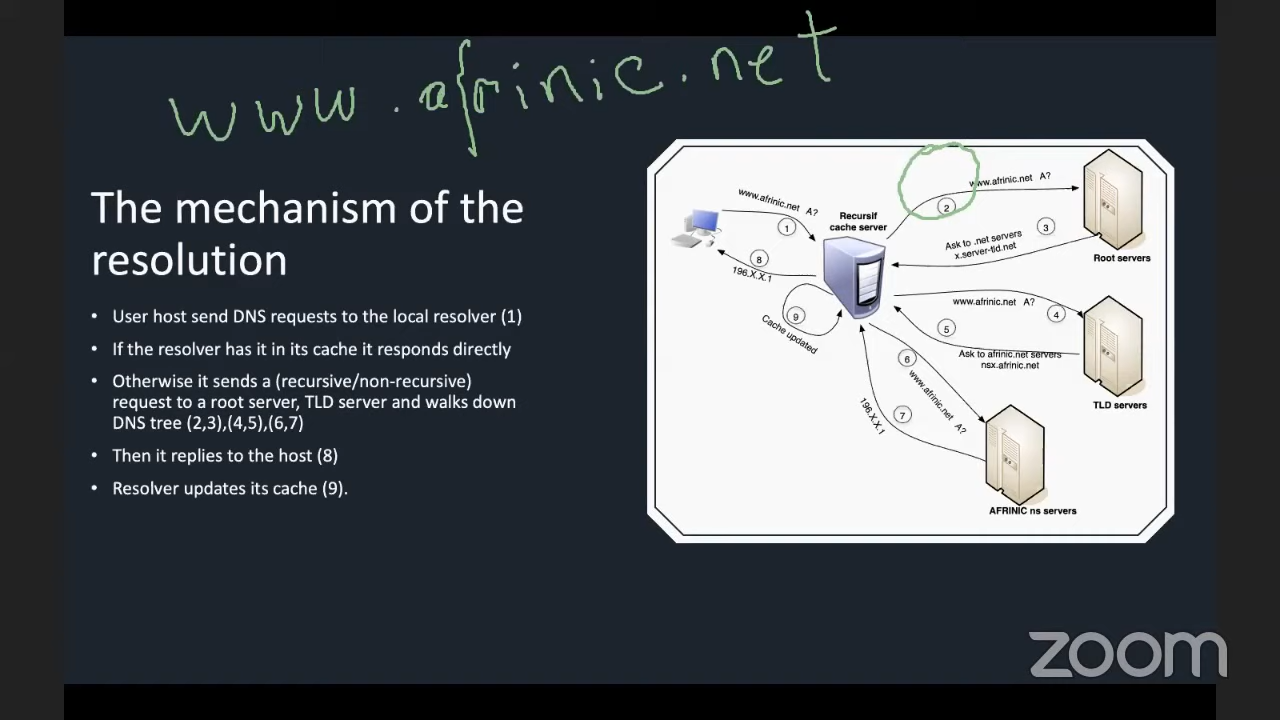 www.afrinic.net
The mechanism of the
resolution
• User host send DNS requests to the local resolver (1)
• If the resolver has it in its cache it responds directly
• Otherwise it sends a (recursive/non-recursive)
request to a root server, TLD server and walks down
DNS tree (2,3),(4,5),(6,7)
• Then it replies to the host (8)
• Resolver updates its cache (9).
www.afrinic.net A?
1
8
196.X.X.1
Recursif
cache server
9
Cache updated
www.afrinic.net A?
2
3
Ask to .net servers
x.server-tld.net
Root servers
www.afrinic.net A?
4
5
Ask to afrinic.net servers
nsx.afrinic.net
TLD servers
6
www.afrinic.net A?
7
196.X.X.1
AFRINIC ns servers
zoom